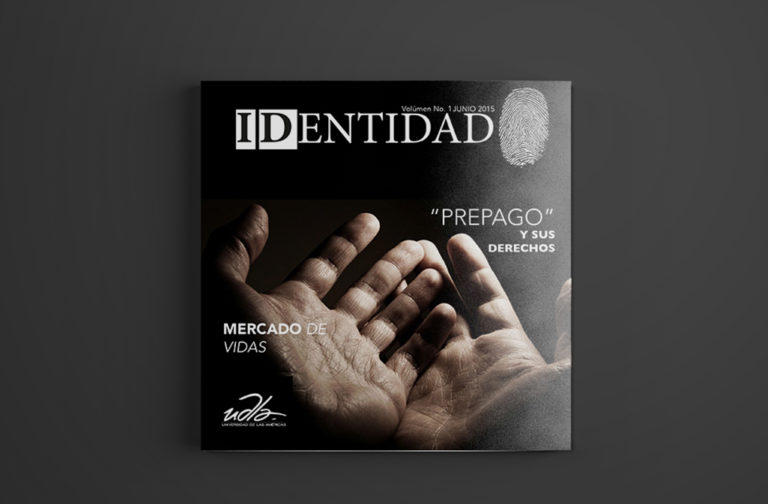 Volúmen No. 1 JUNIO 2015
IDENTIDAD
“PREPAGO”
Y SUS
DERECHOS
MERCADO DE
VIDAS
udla-
UNIVERSIDAD DE LAS AMÉRICAS